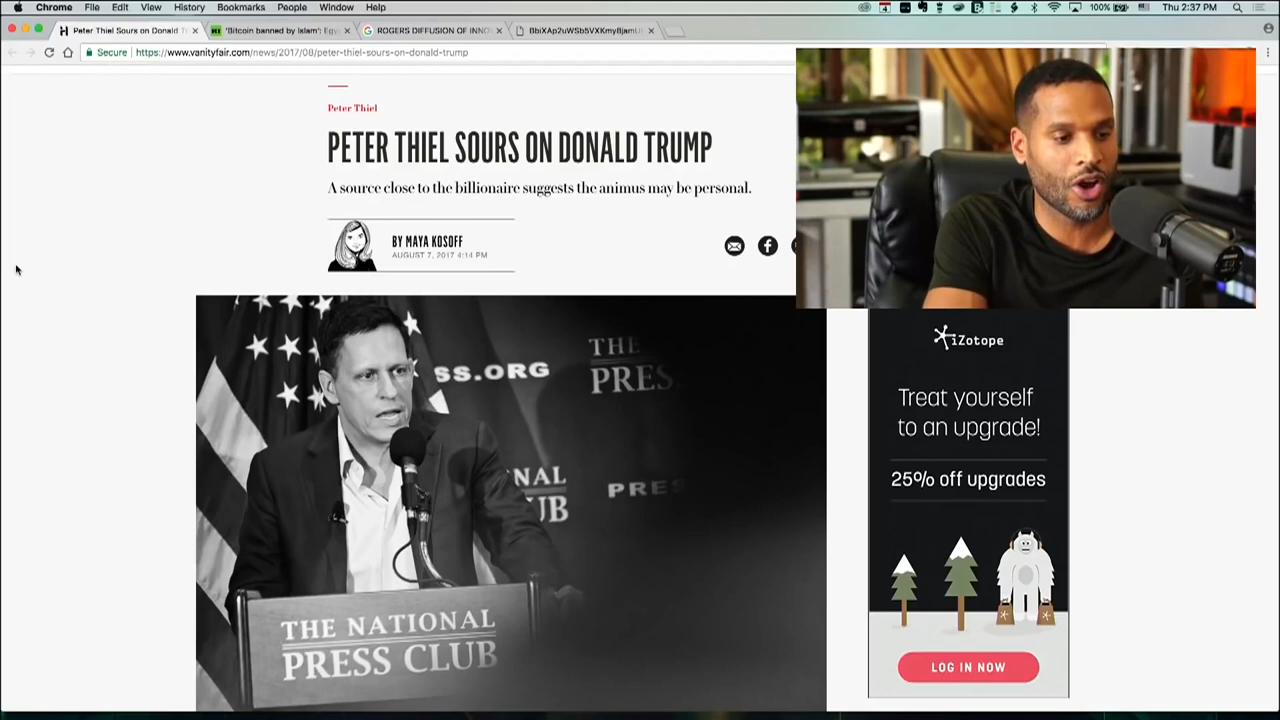 Chrome File Edit View History Bookmarks People Window Help
4
100%
Thu 2:37 PM
Peter Thiel Sours on Donald T
'Bitcoin banned by Islam': Egy
ROGERS DIFFUSION OF INNO
Secure https://www.vanityfair.com/news/2017/08/peter-thiel-sours-on-donald-trump
Peter Thiel
PETER THIEL SOURS ON DONALD TRUMP
A source close to the billionaire suggests the animus may be personal.
BY MAYA KOSOFF
AUGUST 7, 2017 4:14 PM
SS.ORG
THE
PRES
NAL
UB
PRES
THE NATIONAL
PRESS CLUB
iZotope
Treat yourself
to an upgrade!
25% off upgrades
LOG IN NOW